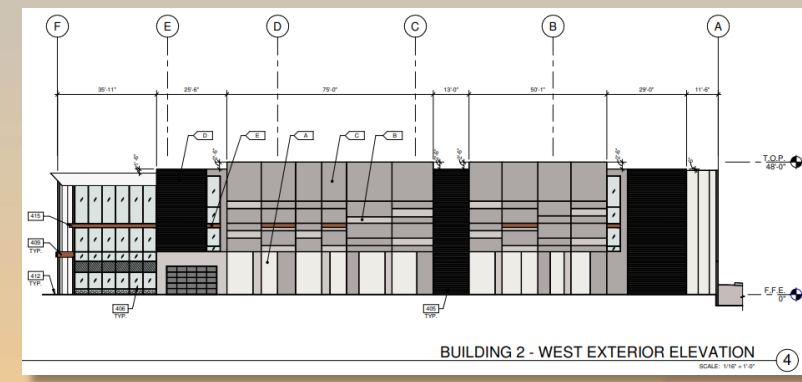 F E D C B A
35'-11" 25'-6" 75'-0" 13'-0" 50'-1" 29'-0" 11'-6"
D E A C B
T.O.P.
48'-0"
415
409
TYP.
412
TYP.
406
TYP.
405
TYP.
F.F.E.
0"
BUILDING 2 - WEST EXTERIOR ELEVATION
4
SCALE: 1/16" = 1'-0"